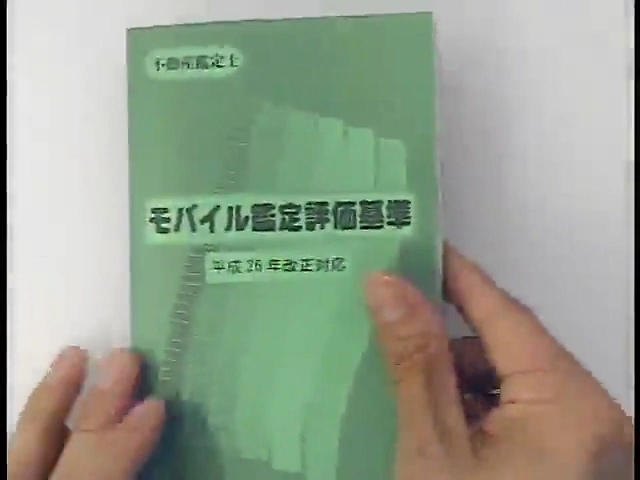 不動産鑑定士
モバイル鑑定評価基準
平成26年改正対応